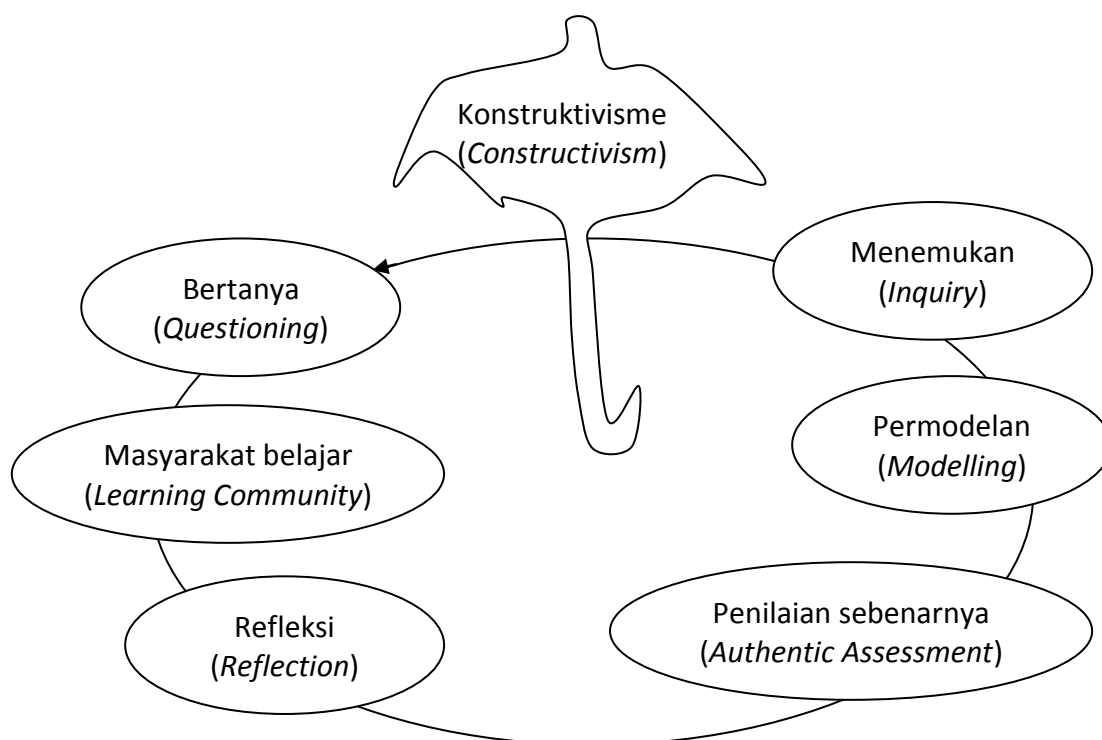 Konstruktivisme
(Constructivism)
Menemukan
(Inquiry)
Bertanya
(Questioning)
Permodelan
(Modelling)
Masyarakat belajar
(Learning Community)
Penilaian sebenarnya
(Authentic Assessment)
Refleksi
(Reflection)